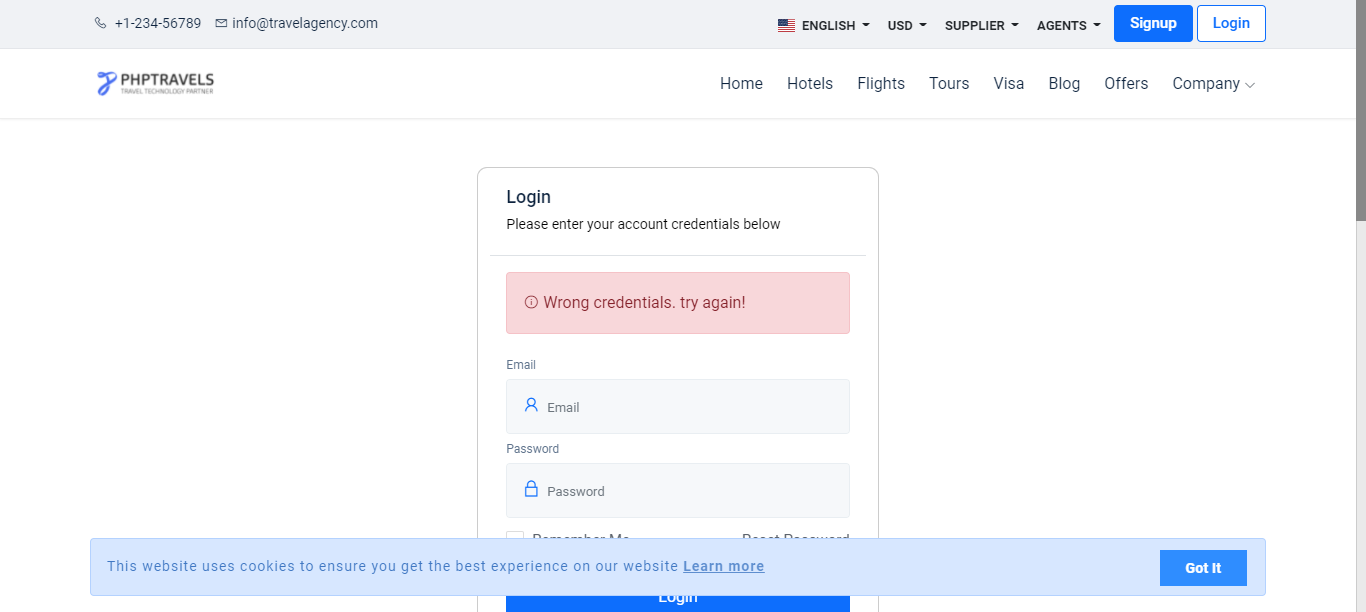 +1-234-56789 info@travelagency.com ENGLISH USD SUPPLIER AGENTS Signup Login
PHPTRAVELS
TRAVEL TECHNOLOGY PARTNER
Home Hotels Flights Tours Visa Blog Offers Company
Login
Please enter your account credentials below
Wrong credentials. try again!
Email
Email
Password
Password
Remember Me Reset Password
This website uses cookies to ensure you get the best experience on our website Learn more Got It
Login